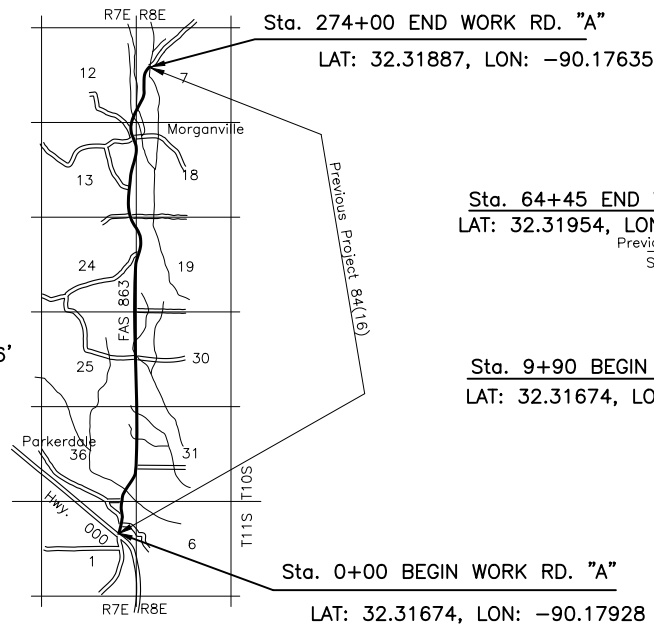 R7E R8E
Sta. 274+00 END WORK RD. "A"
LAT: 32.31887, LON: −90.17635
12
7
Morganville
13
18
Previous Project 84(16)
Sta. 64+45 END
LAT: 32.31954, LON
24
19
FAS 863
6'
25
30
Sta. 9+90 BEGIN
LAT: 32.31674, LO
Parkerdale
36
31
T10S
T11S
Hwy. 000
1
6
Sta. 0+00 BEGIN WORK RD. "A"
R7E R8E
LAT: 32.31674, LON: −90.17928